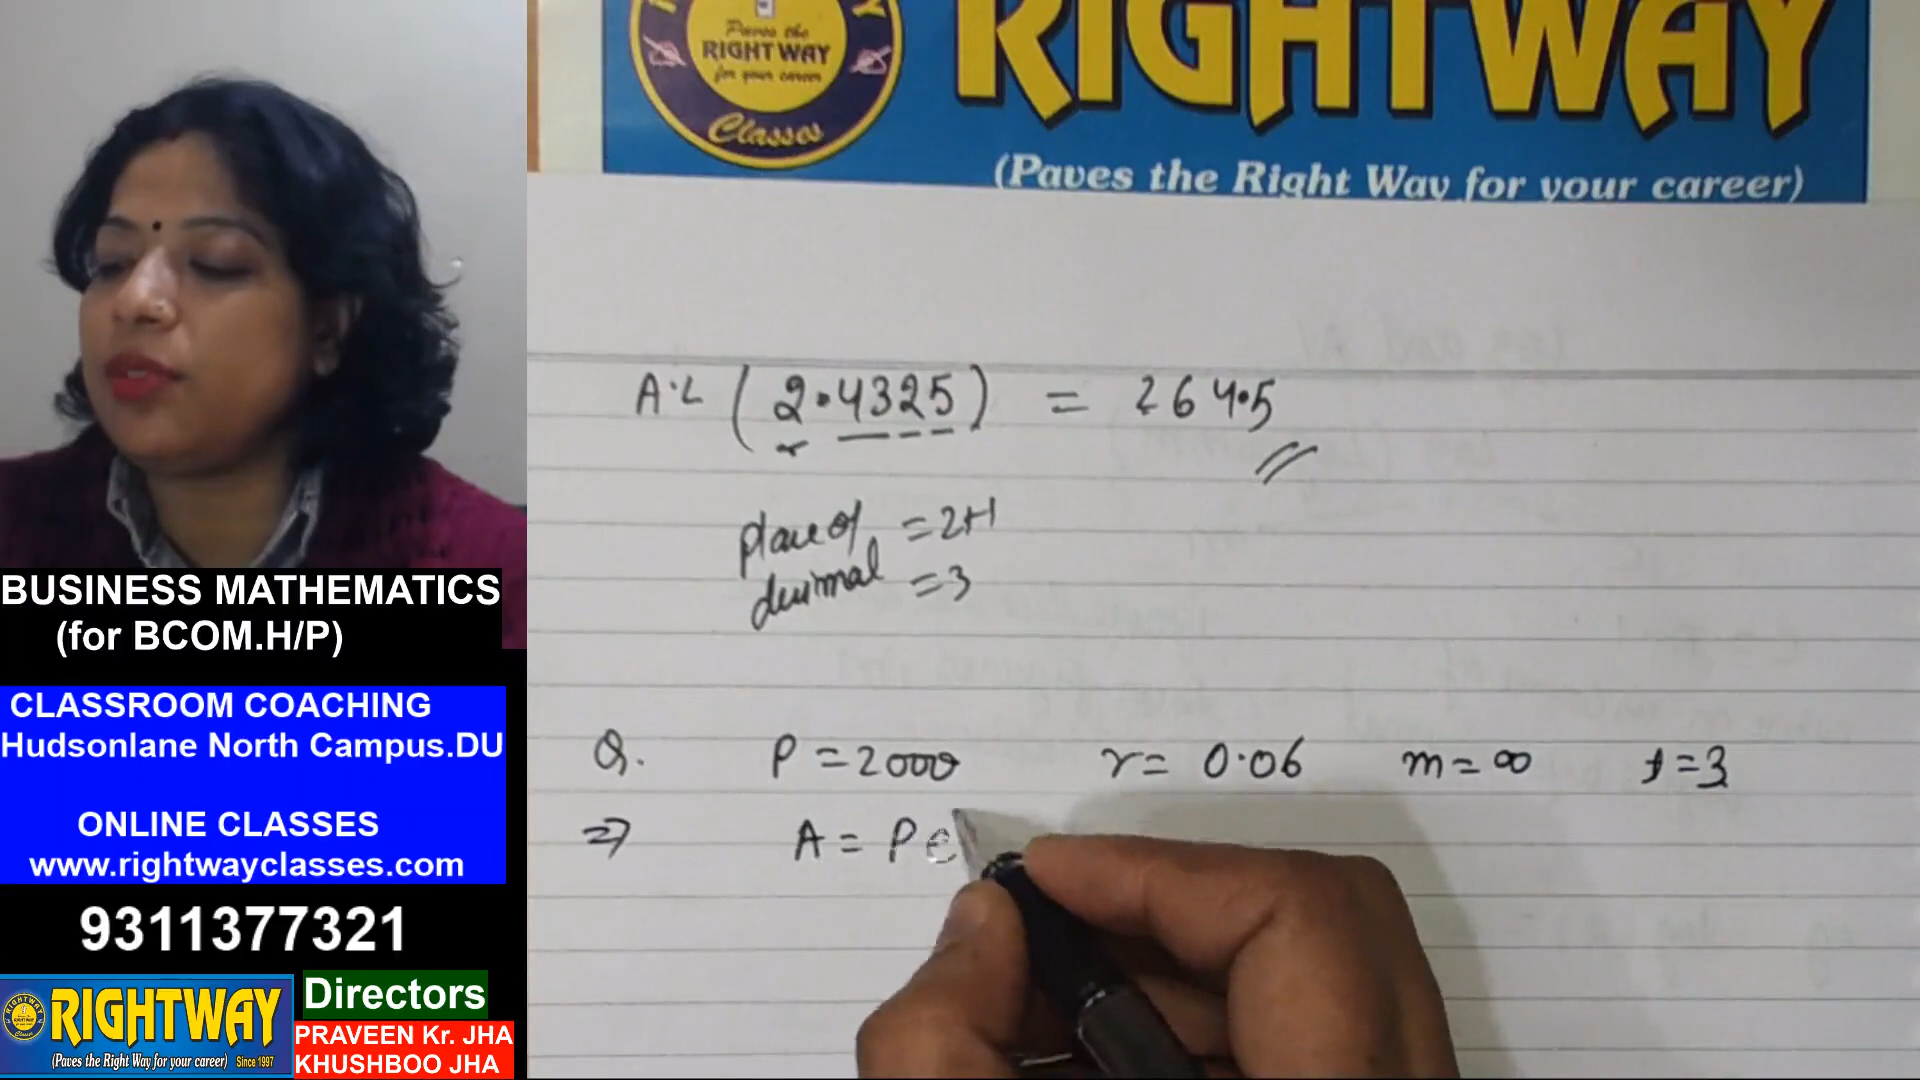 Paves the
RIGHT WAY
for your career
Classes
RIGHTWAY
(Paves the Right Way for your career)
A·L (2·4325) = 264·5
place of = 2+1
decimal = 3
Q. P = 2000 r = 0·06 m = ∞ t = 3
⇒ A = Pe
BUSINESS MATHEMATICS
(for BCOM.H/P)
CLASSROOM COACHING
Hudsonlane North Campus.DU
ONLINE CLASSES
www.rightwayclasses.com
9311377321
RIGHTWAY
(Paves the Right Way for your career) Since 1997
Directors
PRAVEEN Kr. JHA
KHUSHBOO JHA